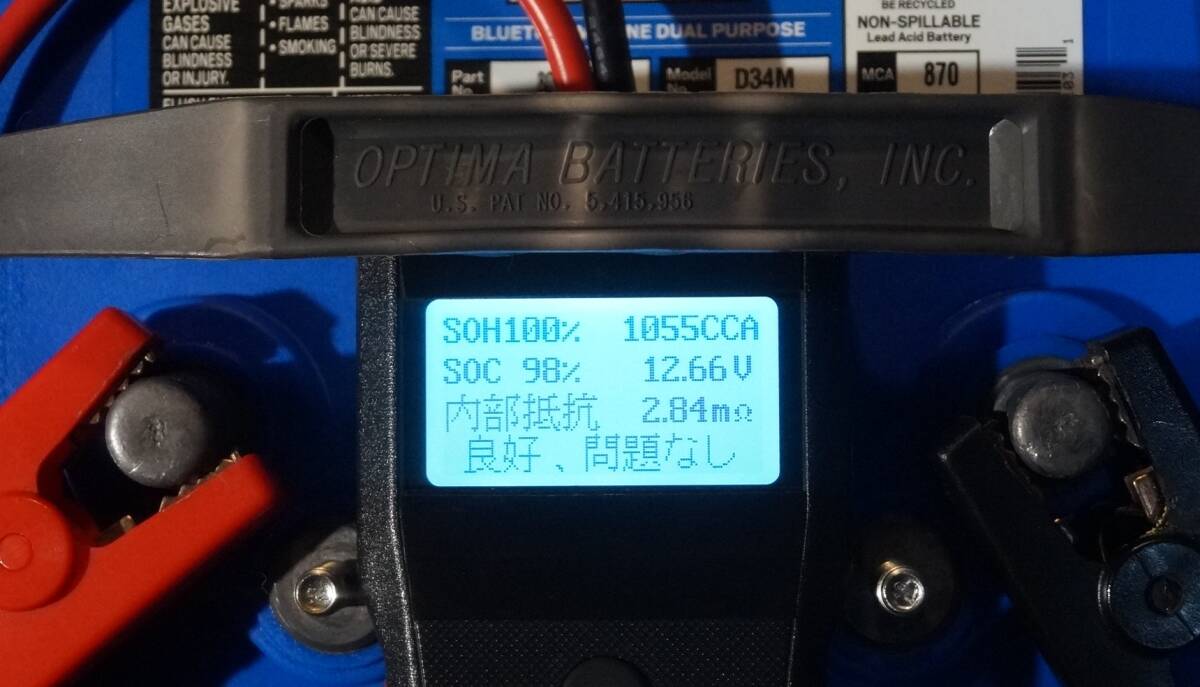 EXPLOSIVE
GASES
CAN CAUSE
BLINDNESS
OR INJURY.
• SPARKS
• FLAMES
• SMOKING
CAN CAUSE
BLINDNESS
OR SEVERE
BURNS.
DUAL PURPOSE
Part
No.
Model
No.
D34M
BE RECYCLED
NON-SPILLABLE
Lead Acid Battery
MCA 870
OPTIMA BATTERIES, INC.
U.S. PAT NO. 5,415,956
SOH100% 1055CCA
SOC 98% 12.66V
内部抵抗 2.84mΩ
良好、問題なし